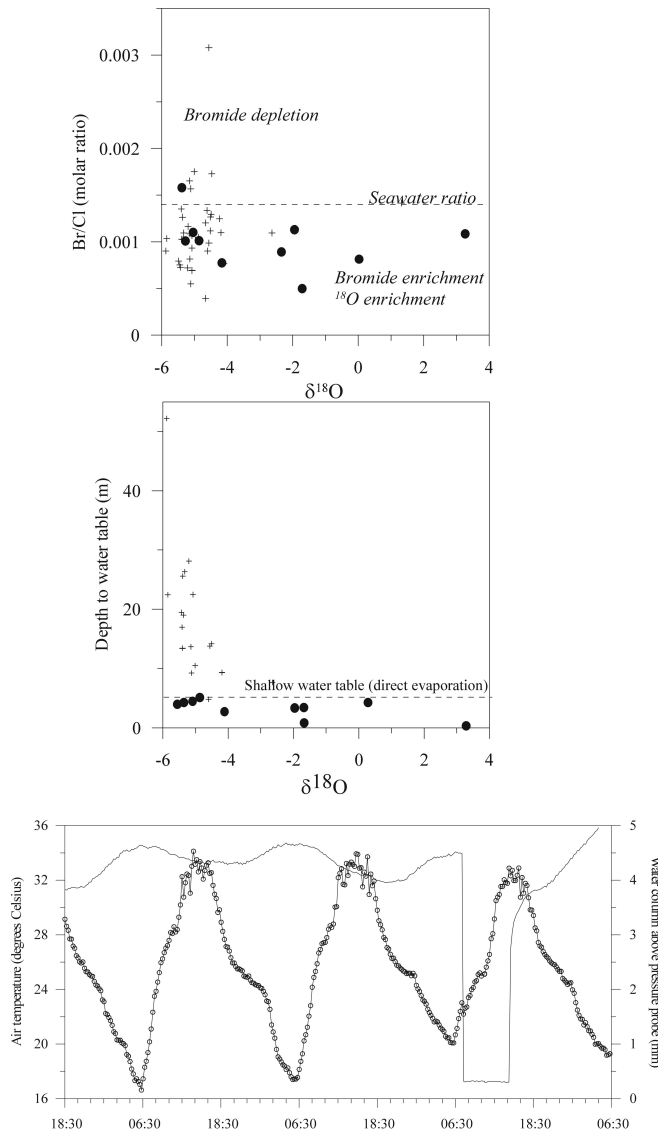 0.003
0.002
0.001
0
Br/Cl (molar ratio)
Bromide depletion
Seawater ratio
Bromide enrichment
¹⁸O enrichment
-6 -4 -2 0 2 4
δ¹⁸O
40
20
0
Depth to water table (m)
Shallow water table (direct evaporation)
-6 -4 -2 0 2 4
δ¹⁸O
36
32
28
24
20
16
Air temperature (degrees Celsius)
5
4
3
2
1
0
Water column above pressure probe (mm)
18:30 06:30 18:30 06:30 18:30 06:30 18:30 06:30